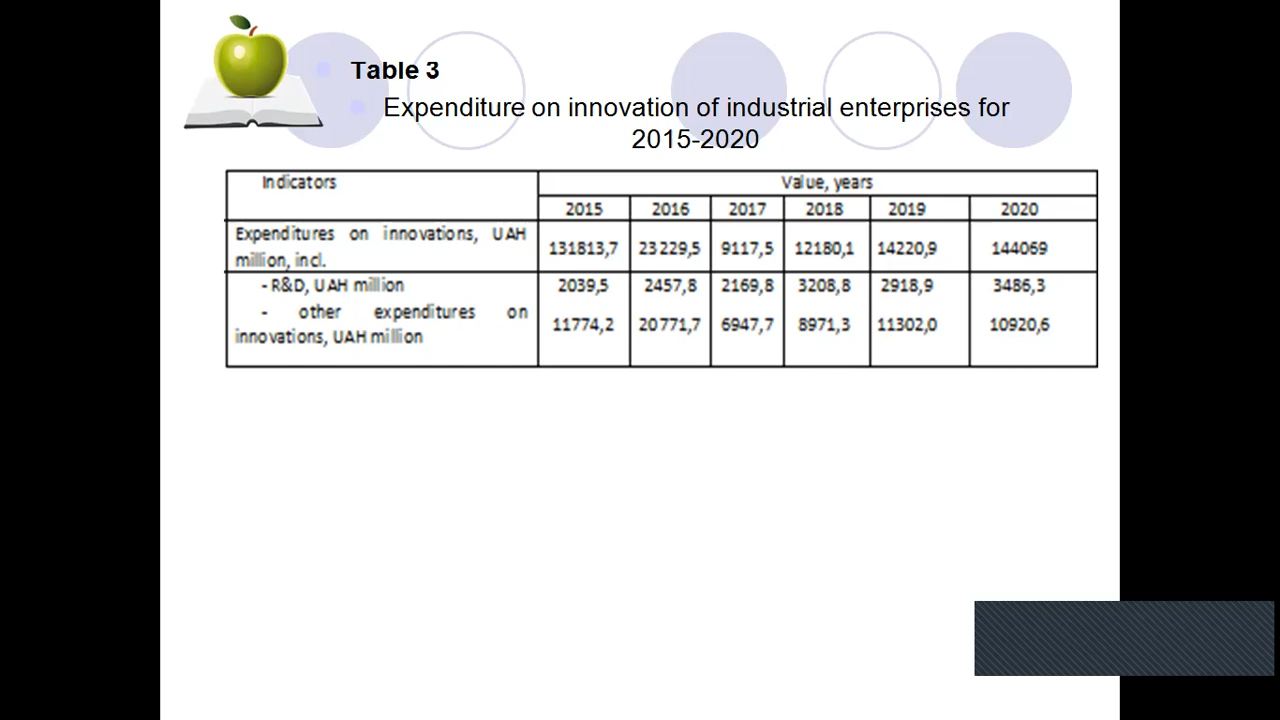 Table 3
Expenditure on innovation of industrial enterprises for
2015-2020
Indicators Value, years
2015 2016 2017 2018 2019 2020
Expenditures on innovations, UAH
million, incl. 131813,7 23229,5 9117,5 12180,1 14220,9 144069
- R&D, UAH million 2039,5 2457,8 2169,8 3208,8 2918,9 3486,3
- other expenditures on
innovations, UAH million 11774,2 20771,7 6947,7 8971,3 11302,0 10920,6